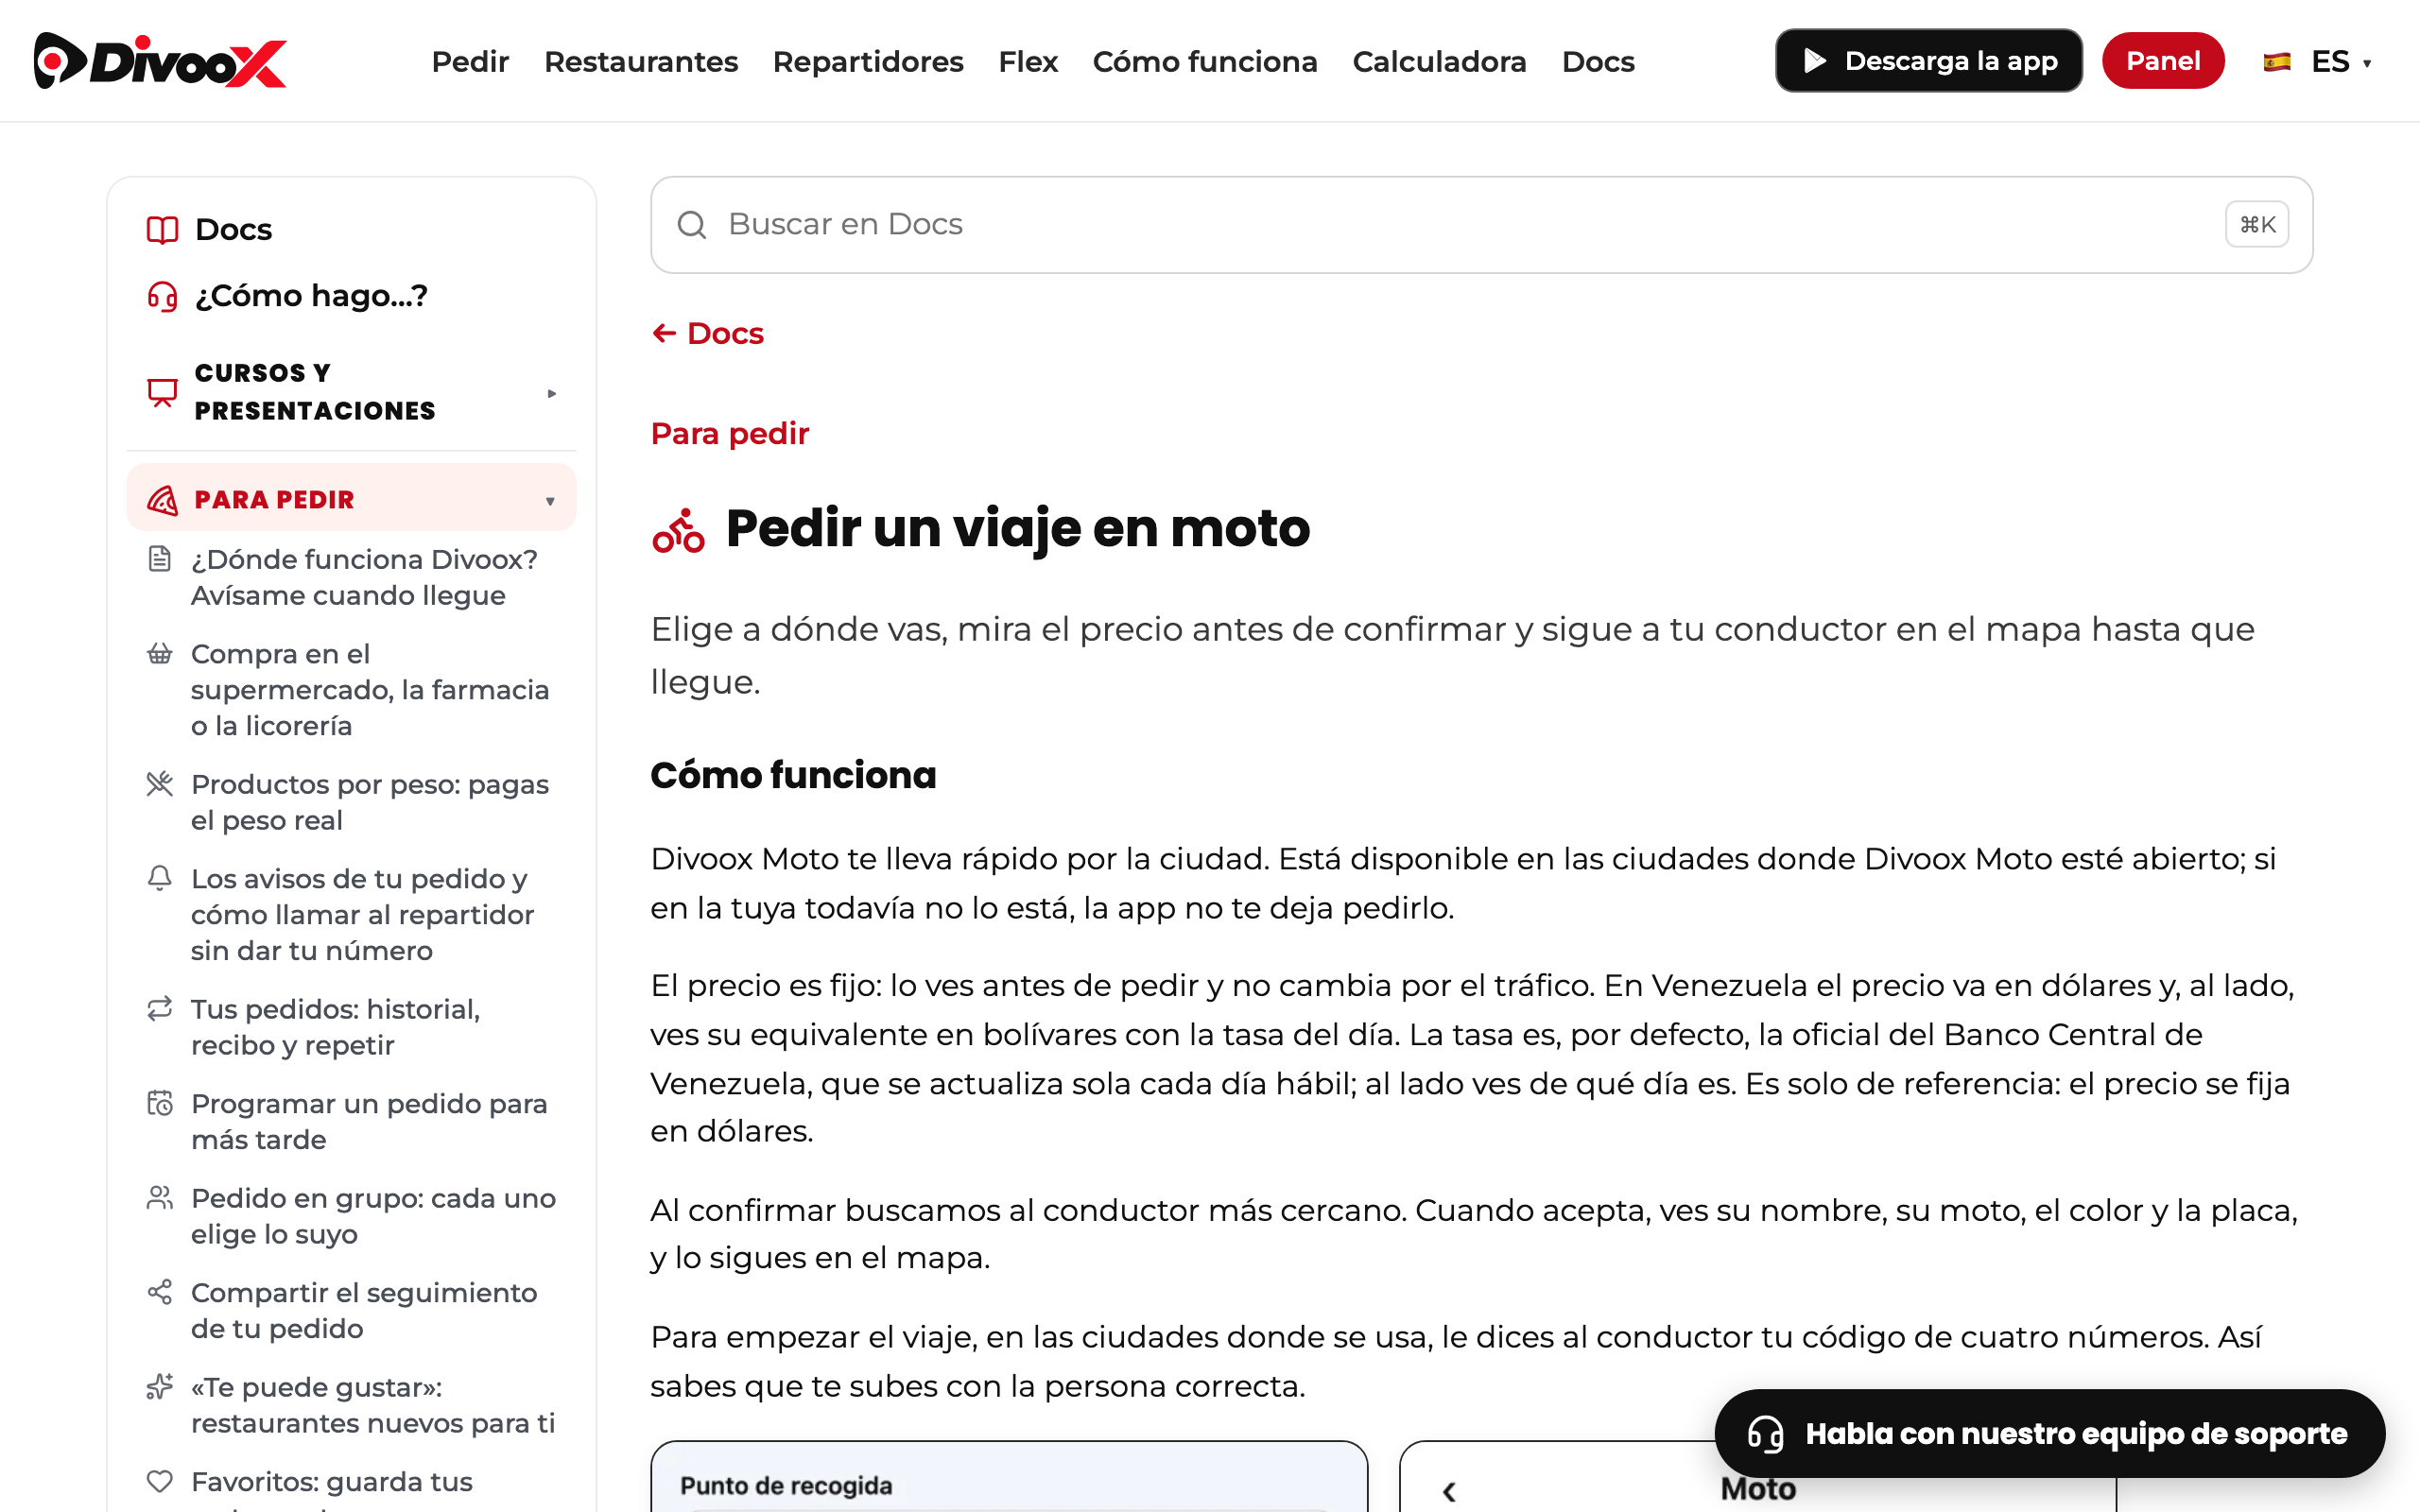 DivooX
Pedir
Restaurantes
Repartidores
Flex
Cómo funciona
Calculadora
Docs
Descarga la app
Panel
ES
Docs
¿Cómo hago...?
CURSOS Y
PRESENTACIONES
PARA PEDIR
¿Dónde funciona Divoox?
Avísame cuando llegue
Compra en el
supermercado, la farmacia
o la licorería
Productos por peso: pagas
el peso real
Los avisos de tu pedido y
cómo llamar al repartidor
sin dar tu número
Tus pedidos: historial,
recibo y repetir
Programar un pedido para
más tarde
Pedido en grupo: cada uno
elige lo suyo
Compartir el seguimiento
de tu pedido
«Te puede gustar»:
restaurantes nuevos para ti
Favoritos: guarda tus
Buscar en Docs
⌘K
← Docs
Para pedir
Pedir un viaje en moto
Elige a dónde vas, mira el precio antes de confirmar y sigue a tu conductor en el mapa hasta que
llegue.
Cómo funciona
Divoox Moto te lleva rápido por la ciudad. Está disponible en las ciudades donde Divoox Moto esté abierto; si
en la tuya todavía no lo está, la app no te deja pedirlo.
El precio es fijo: lo ves antes de pedir y no cambia por el tráfico. En Venezuela el precio va en dólares y, al lado,
ves su equivalente en bolívares con la tasa del día. La tasa es, por defecto, la oficial del Banco Central de
Venezuela, que se actualiza sola cada día hábil; al lado ves de qué día es. Es solo de referencia: el precio se fija
en dólares.
Al confirmar buscamos al conductor más cercano. Cuando acepta, ves su nombre, su moto, el color y la placa,
y lo sigues en el mapa.
Para empezar el viaje, en las ciudades donde se usa, le dices al conductor tu código de cuatro números. Así
sabes que te subes con la persona correcta.
Punto de recogida
Moto
Habla con nuestro equipo de soporte